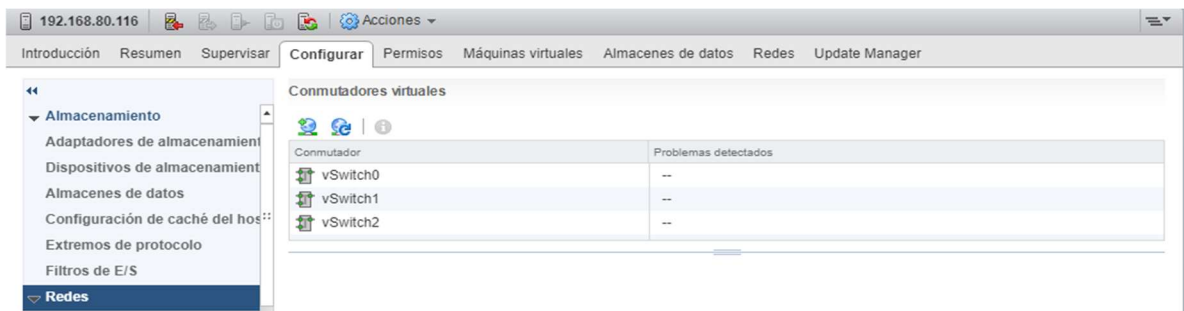 192.168.80.116 Acciones
Introducción Resumen Supervisar Configurar Permisos Máquinas virtuales Almacenes de datos Redes Update Manager
Almacenamiento
Adaptadores de almacenamient
Dispositivos de almacenamient
Almacenes de datos
Configuración de caché del hos
Extremos de protocolo
Filtros de E/S
Redes
Conmutadores virtuales
Conmutador Problemas detectados
vSwitch0 --
vSwitch1 --
vSwitch2 --